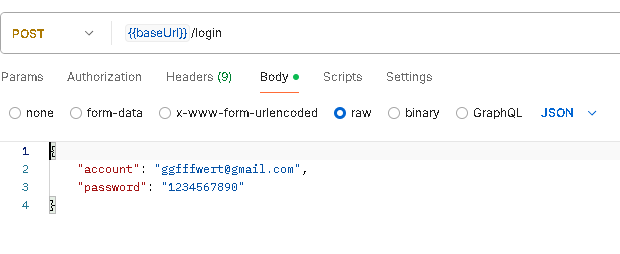 POST {{baseUrl}} /login
Params Authorization Headers (9) Body Scripts Settings
none form-data x-www-form-urlencoded raw binary GraphQL JSON
1 {
2 "account": "ggfffwert@gmail.com",
3 "password": "1234567890"
4 }